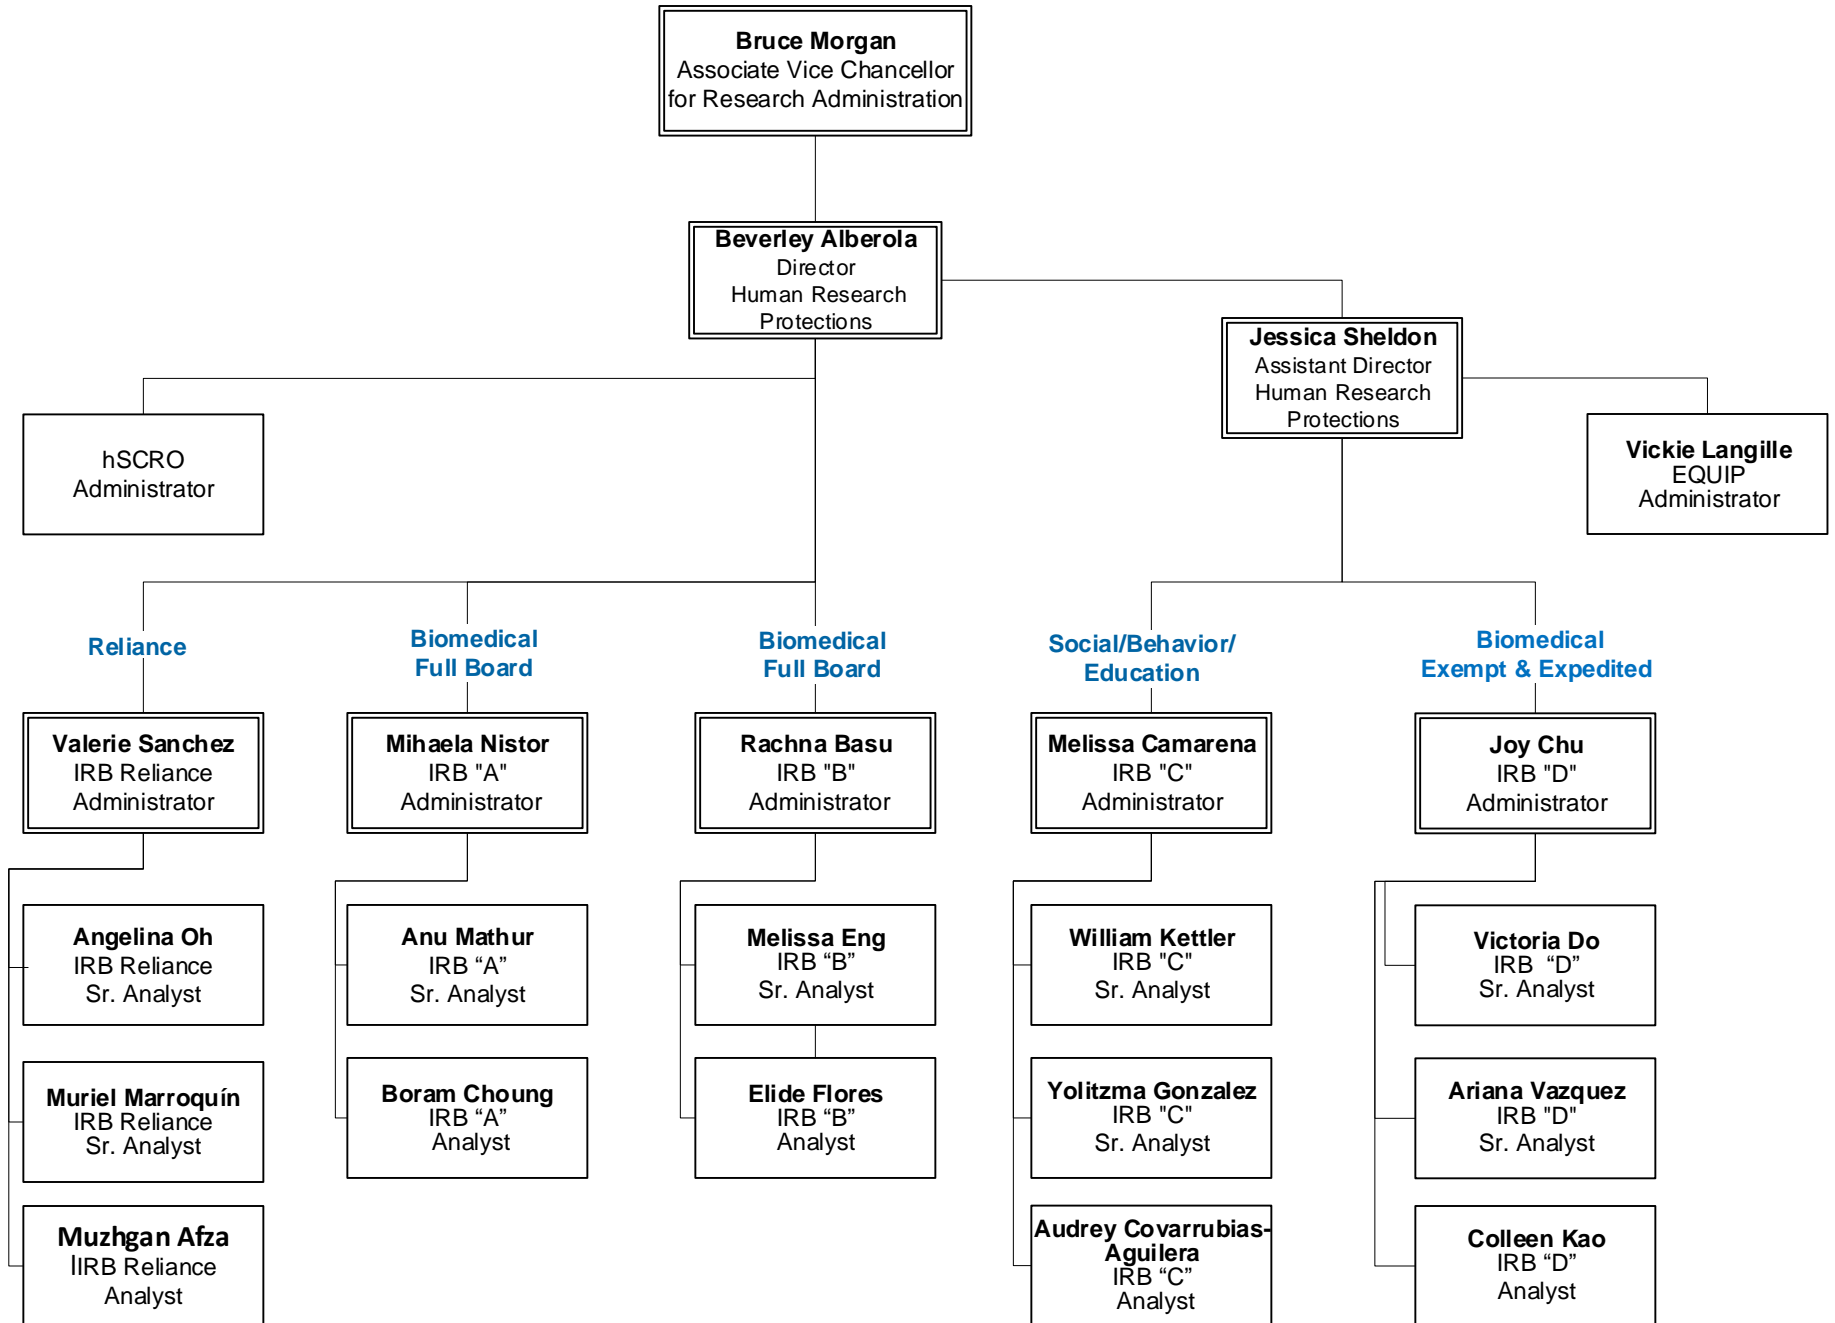 Bruce Morgan
Associate Vice Chancellor
for Research Administration
Beverley Alberola
Director
Human Research
Protections
Jessica Sheldon
Assistant Director
Human Research
Protections
hSCRO
Administrator
Vickie Langille
EQUIP
Administrator
Reliance
Biomedical
Full Board
Biomedical
Full Board
Social/Behavior/
Education
Biomedical
Exempt & Expedited
Valerie Sanchez
IRB Reliance
Administrator
Mihaela Nistor
IRB "A"
Administrator
Rachna Basu
IRB "B"
Administrator
Melissa Camarena
IRB "C"
Administrator
Joy Chu
IRB "D"
Administrator
Angelina Oh
IRB Reliance
Sr. Analyst
Anu Mathur
IRB “A”
Sr. Analyst
Melissa Eng
IRB “B”
Sr. Analyst
William Kettler
IRB "C"
Sr. Analyst
Victoria Do
IRB “D”
Sr. Analyst
Muriel Marroquín
IRB Reliance
Sr. Analyst
Boram Choung
IRB “A”
Analyst
Elide Flores
IRB “B”
Analyst
Yolitzma Gonzalez
IRB "C"
Sr. Analyst
Ariana Vazquez
IRB "D"
Sr. Analyst
Muzhgan Afza
IIRB Reliance
Analyst
Audrey Covarrubias-
Aguilera
IRB “C”
Analyst
Colleen Kao
IRB “D”
Analyst